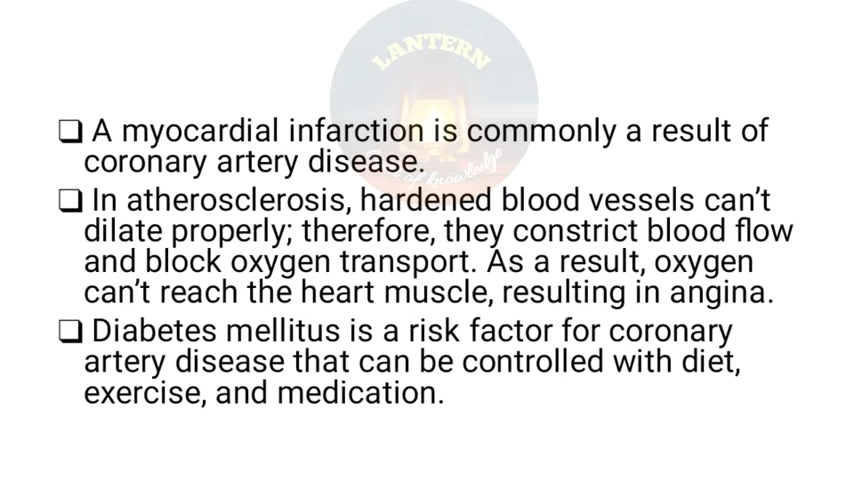 LANTERN
❑ A myocardial infarction is commonly a result of
coronary artery disease.
of knowledge
❑ In atherosclerosis, hardened blood vessels can’t
dilate properly; therefore, they constrict blood flow
and block oxygen transport. As a result, oxygen
can’t reach the heart muscle, resulting in angina.
❑ Diabetes mellitus is a risk factor for coronary
artery disease that can be controlled with diet,
exercise, and medication.